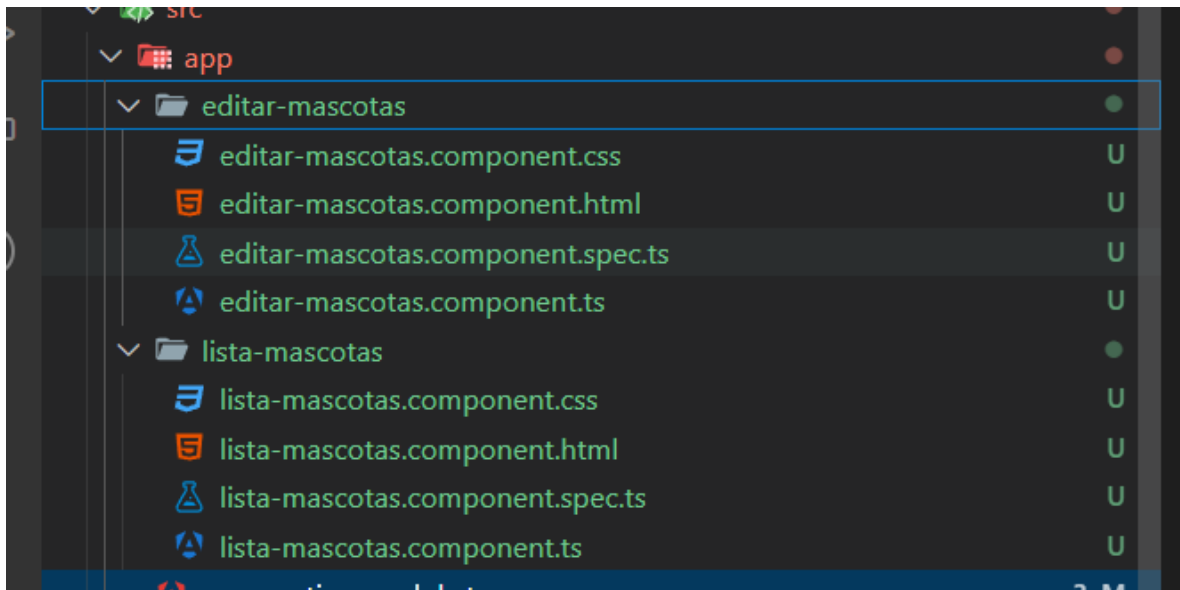 src
app
editar-mascotas
editar-mascotas.component.css U
editar-mascotas.component.html U
editar-mascotas.component.spec.ts U
editar-mascotas.component.ts U
lista-mascotas
lista-mascotas.component.css U
lista-mascotas.component.html U
lista-mascotas.component.spec.ts U
lista-mascotas.component.ts U